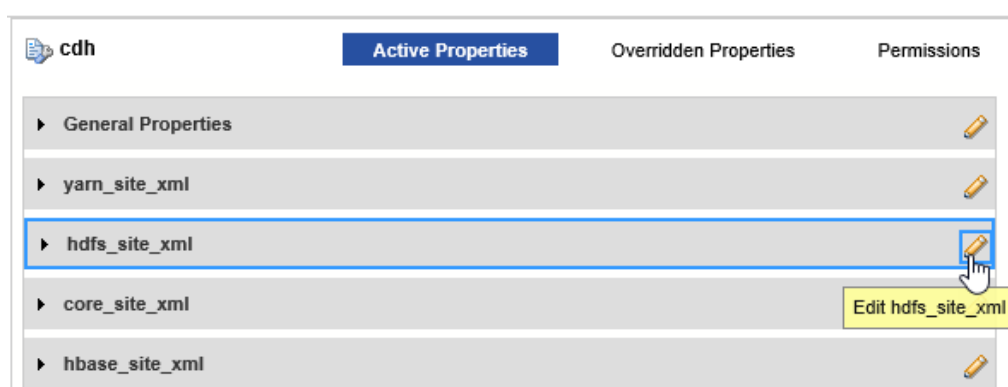 cdh Active Properties Overridden Properties Permissions
General Properties
yarn_site_xml
hdfs_site_xml
core_site_xml
Edit hdfs_site_xml
hbase_site_xml